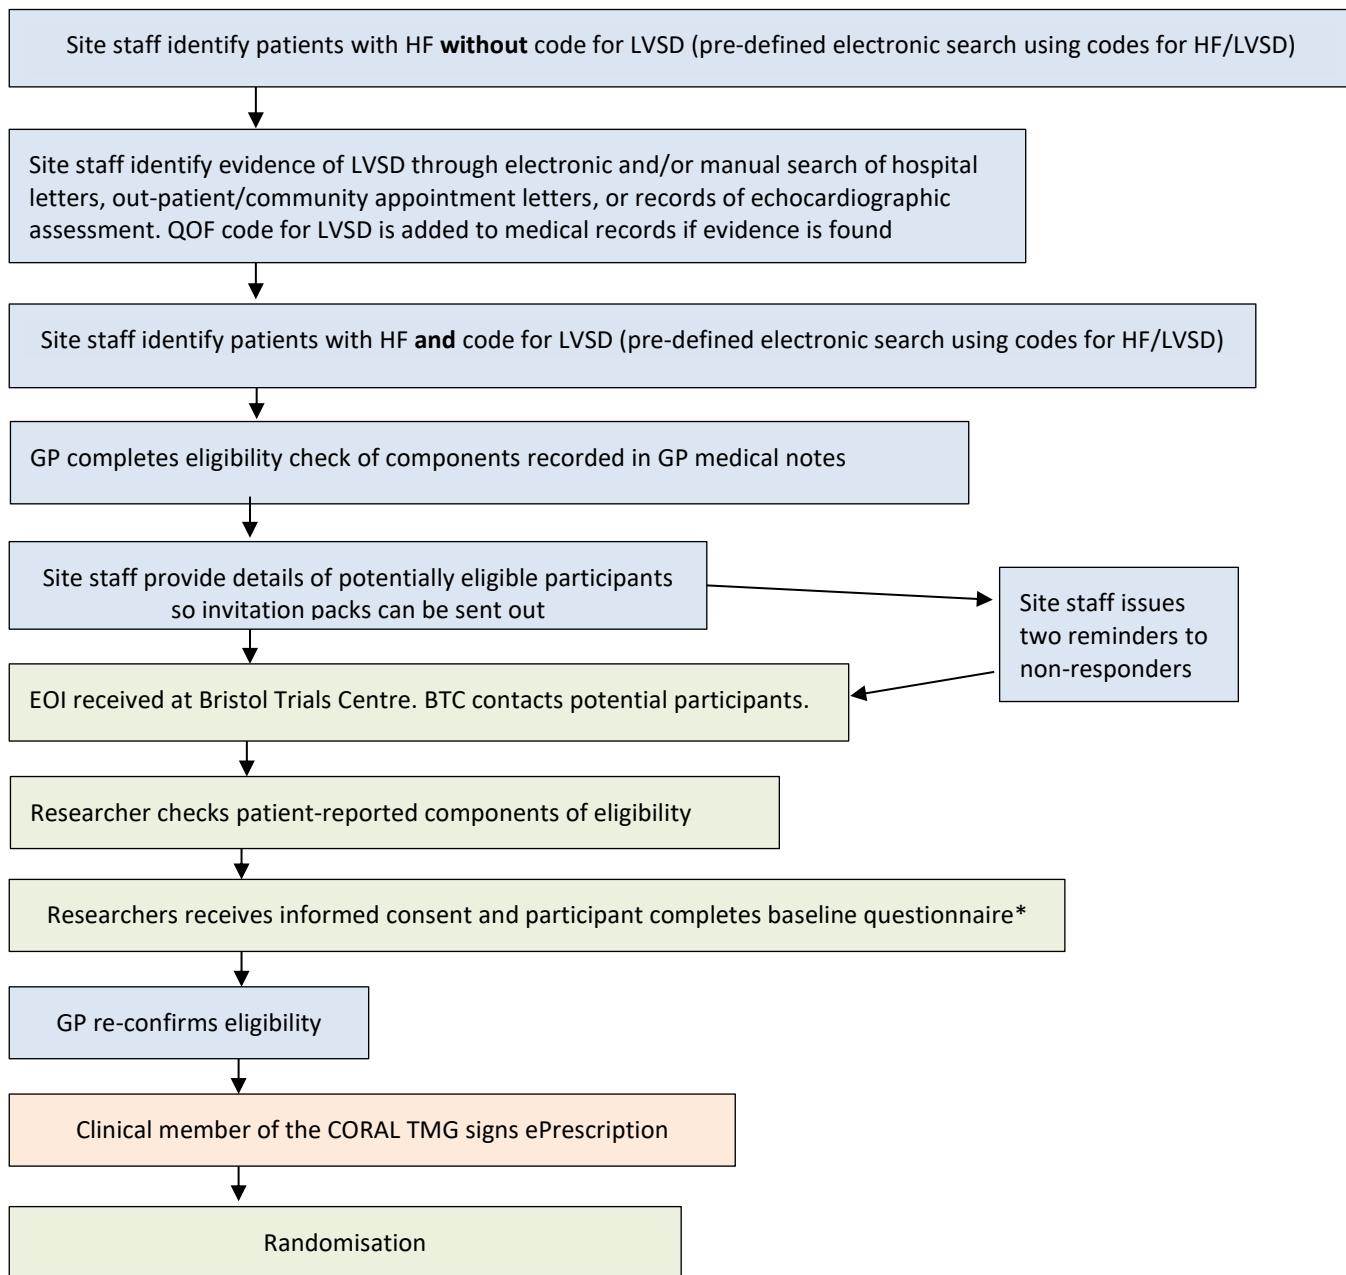 Site staff identify patients with HF without code for LVSD (pre-defined electronic search using codes for HF/LVSD)
Site staff identify evidence of LVSD through electronic and/or manual search of hospital
letters, out-patient/community appointment letters, or records of echocardiographic
assessment. QOF code for LVSD is added to medical records if evidence is found
Site staff identify patients with HF and code for LVSD (pre-defined electronic search using codes for HF/LVSD)
GP completes eligibility check of components recorded in GP medical notes
Site staff provide details of potentially eligible participants
so invitation packs can be sent out
Site staff issues
two reminders to
non-responders
EOI received at Bristol Trials Centre. BTC contacts potential participants.
Researcher checks patient-reported components of eligibility
Researchers receives informed consent and participant completes baseline questionnaire*
GP re-confirms eligibility
Clinical member of the CORAL TMG signs ePrescription
Randomisation